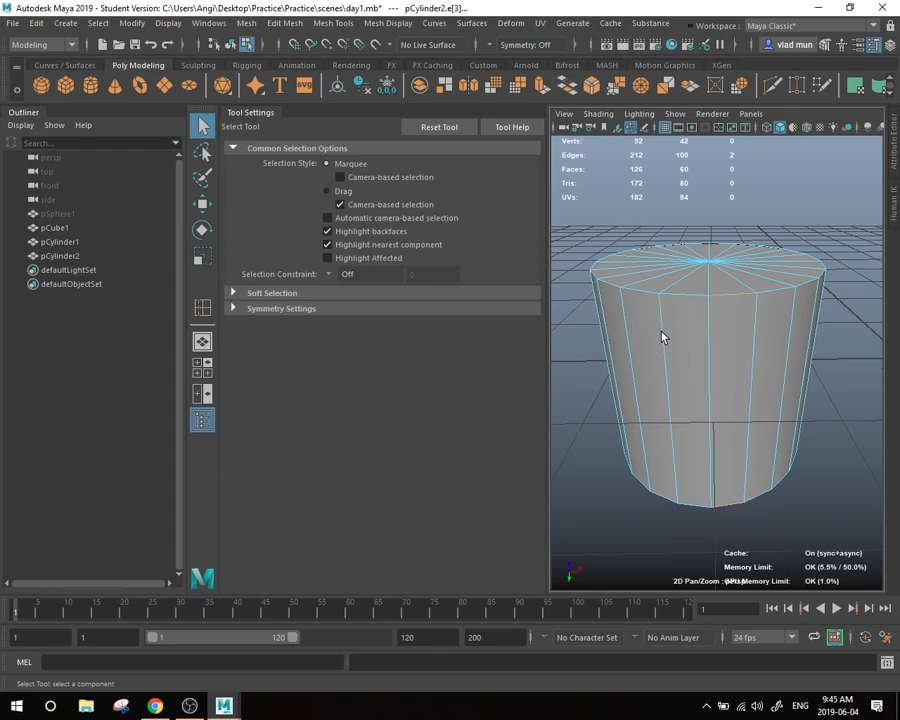 Autodesk Maya 2019 - Student Version: C:\Users\Angi\Desktop\Practice\Practice\scenes\day1.mb* --- pCylinder2.e[3]...
File Edit Create Select Modify Display Windows Mesh Edit Mesh Mesh Tools Mesh Display Curves Surfaces Deform UV Generate Cache Substance Workspace: Maya Classic*
Modeling No Live Surface Symmetry: Off vlad mun
Curves / Surfaces Poly Modeling Sculpting Rigging Animation Rendering FX FX Caching Custom Arnold Bifrost MASH Motion Graphics XGen
T SVG 0,0,0
Outliner
Display Show Help
Search...
persp
top
front
side
pSphere1
pCube1
pCylinder1
pCylinder2
defaultLightSet
defaultObjectSet
Tool Settings
Select Tool Reset Tool Tool Help
Common Selection Options
Selection Style: Marquee
Camera-based selection
Drag
Camera-based selection
Automatic camera-based selection
Highlight backfaces
Highlight nearest component
Highlight Affected
Selection Constraint: Off 0
Soft Selection
Symmetry Settings
View Shading Lighting Show Renderer Panels
Verts: 92 42 0
Edges: 212 100 2
Faces: 126 60 0
Tris: 172 80 0
UVs: 182 84 0
Cache: On (sync+async)
Memory Limit: OK (5.5% / 50.0%)
2D Pan/Zoom Memory Limit: OK (1.0%)
Attribute Editor
Human IK
5 10 15 20 25 30 35 40 45 50 55 60 65 70 75 80 85 90 95 100 105 110 115 12
1 1
1 1 1 120 120 200 No Character Set No Anim Layer 24 fps
MEL
Select Tool: select a component
ENG
9:45 AM
2019-06-04